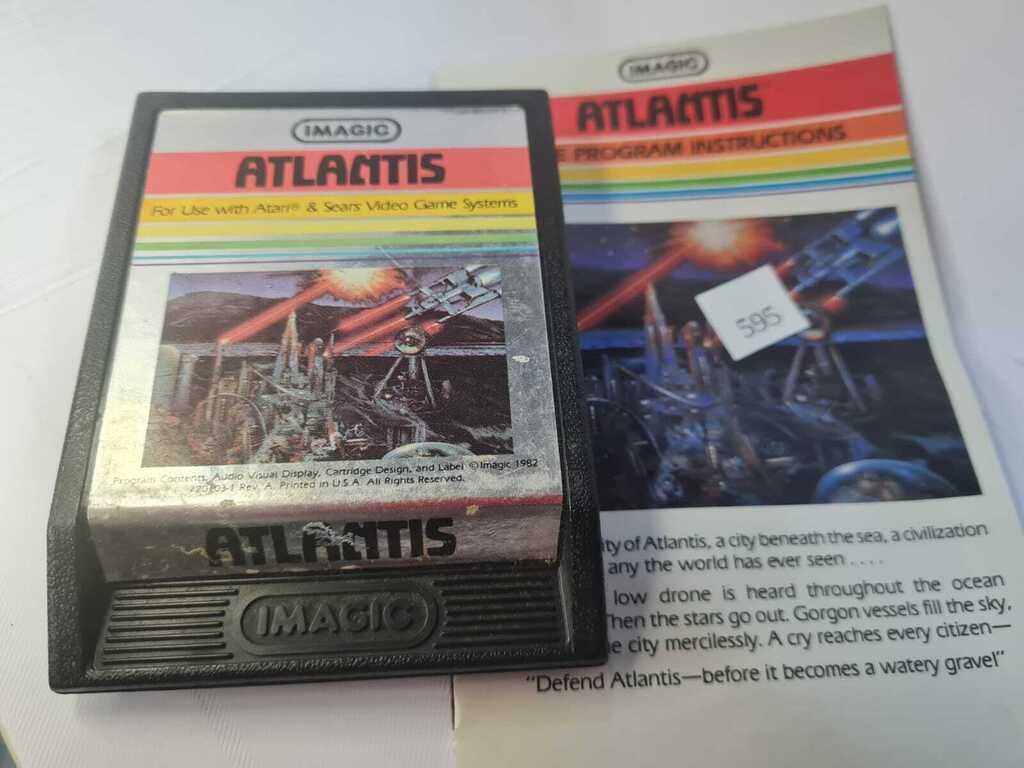 IMAGIC
ATLANTIS
For Use with Atari® & Sears Video Game Systems
Program Contents, Audio Visual Display, Cartridge Design, and Label © Imagic 1982
Rev. A. Printed in U.S.A. All Rights Reserved.
ATLANTIS
IMAGIC
IMAGIC
ATLANTIS
E PROGRAM INSTRUCTIONS
595
ity of Atlantis, a city beneath the sea, a civilization
any the world has ever seen . . . .
low drone is heard throughout the ocean
Then the stars go out. Gorgon vessels fill the sky,
e city mercilessly. A cry reaches every citizen—
"Defend Atlantis—before it becomes a watery grave!"